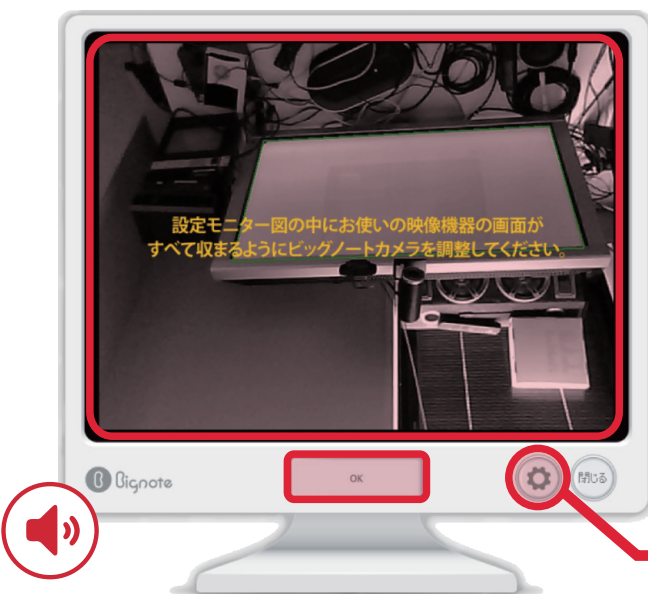 設定モニター図の中にお使いの映像機器の画面が
すべて収まるようにビッグノートカメラを調整してください。
Bignote
OK
閉じる